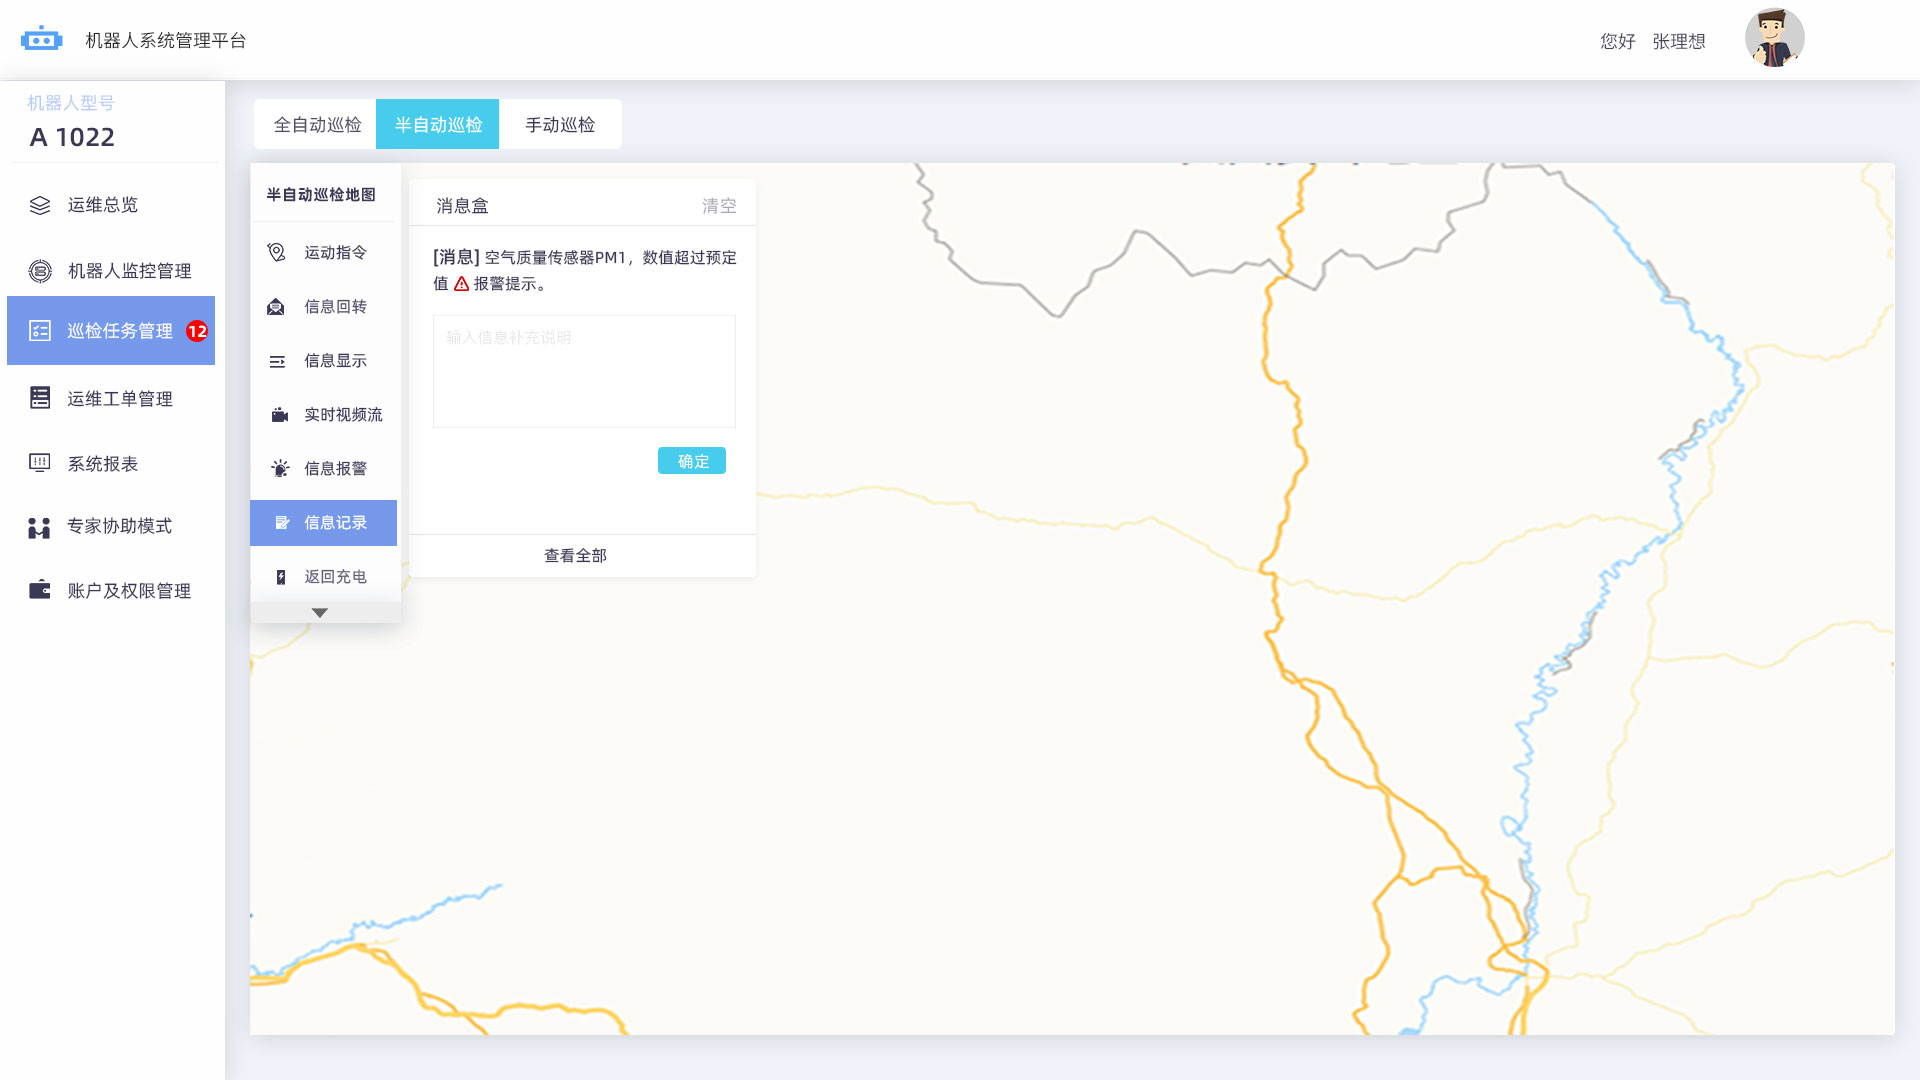 机器人系统管理平台
您好 张理想
机器人型号
A 1022
运维总览
机器人监控管理
巡检任务管理 12
运维工单管理
系统报表
专家协助模式
账户及权限管理
全自动巡检 半自动巡检 手动巡检
半自动巡检地图
运动指令
信息回转
信息显示
实时视频流
信息报警
信息记录
返回充电
消息盒 清空
[消息] 空气质量传感器PM1，数值超过预定
值 报警提示。
输入信息补充说明
确定
查看全部